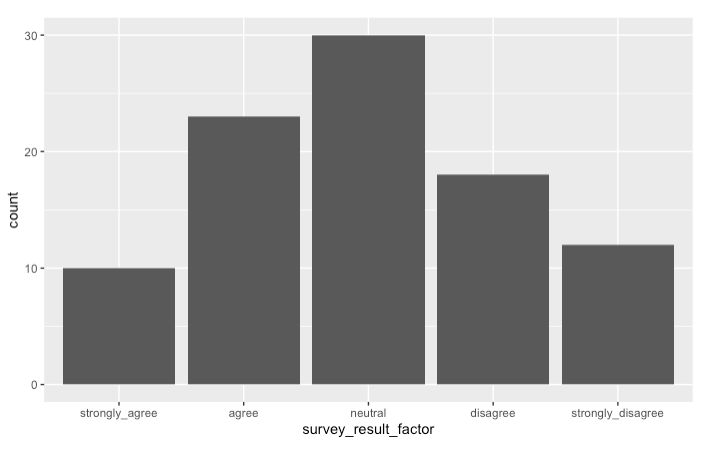 30
20
10
0
count
strongly_agree
agree
neutral
disagree
strongly_disagree
survey_result_factor